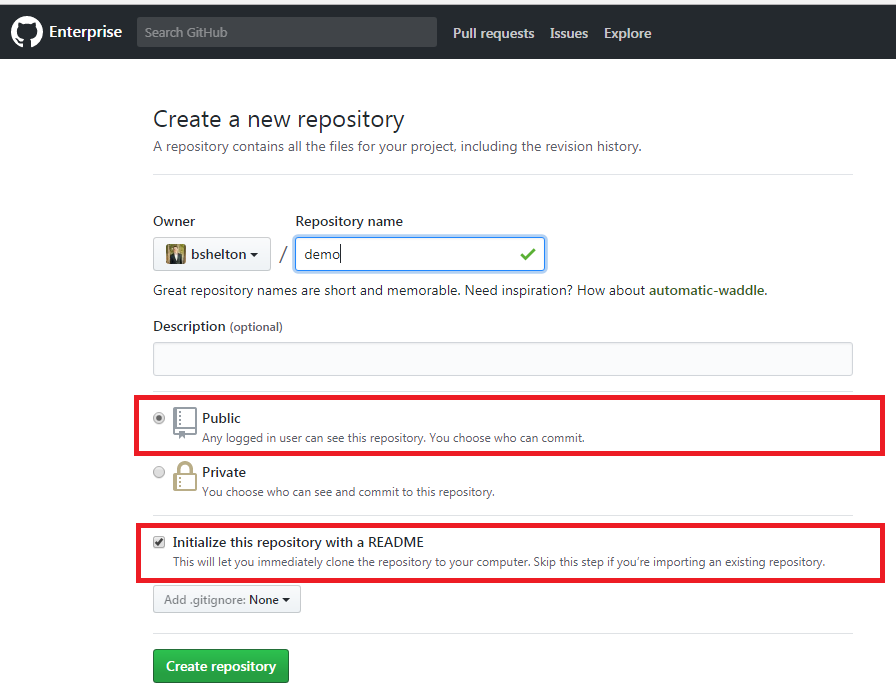 Enterprise Search GitHub Pull requests Issues Explore
Create a new repository
A repository contains all the files for your project, including the revision history.
Owner Repository name
bshelton / demo
Great repository names are short and memorable. Need inspiration? How about automatic-waddle.
Description (optional)
Public
Any logged in user can see this repository. You choose who can commit.
Private
You choose who can see and commit to this repository.
Initialize this repository with a README
This will let you immediately clone the repository to your computer. Skip this step if you’re importing an existing repository.
Add .gitignore: None
Create repository